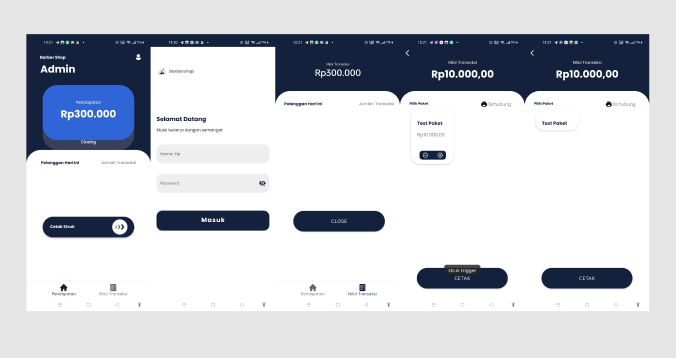 13:21
Barber Shop
Admin
Pendapatan
Rp300.000
Closing
Pelanggan Hari Ini
Jumlah Transaksi
Cetak Struk
Pendapatan
Nilai Transaksi
13:20
Barbershop
Selamat Datang
Mulai bekerja dengan semangat
Nomor tlp
Password
Masuk
13:21
Nilai Transaksi
Rp300.000
Pelanggan Hari Ini
Jumlah Transaksi
CLOSE
Pendapatan
Nilai Transaksi
13:21
Nilai Transaksi
Rp10.000,00
Pilih Paket
Terhubung
Test Paket
Rp10.000,00
struk trigger
CETAK
13:21
Nilai Transaksi
Rp10.000,00
Pilih Paket
Terhubung
Test Paket
CETAK